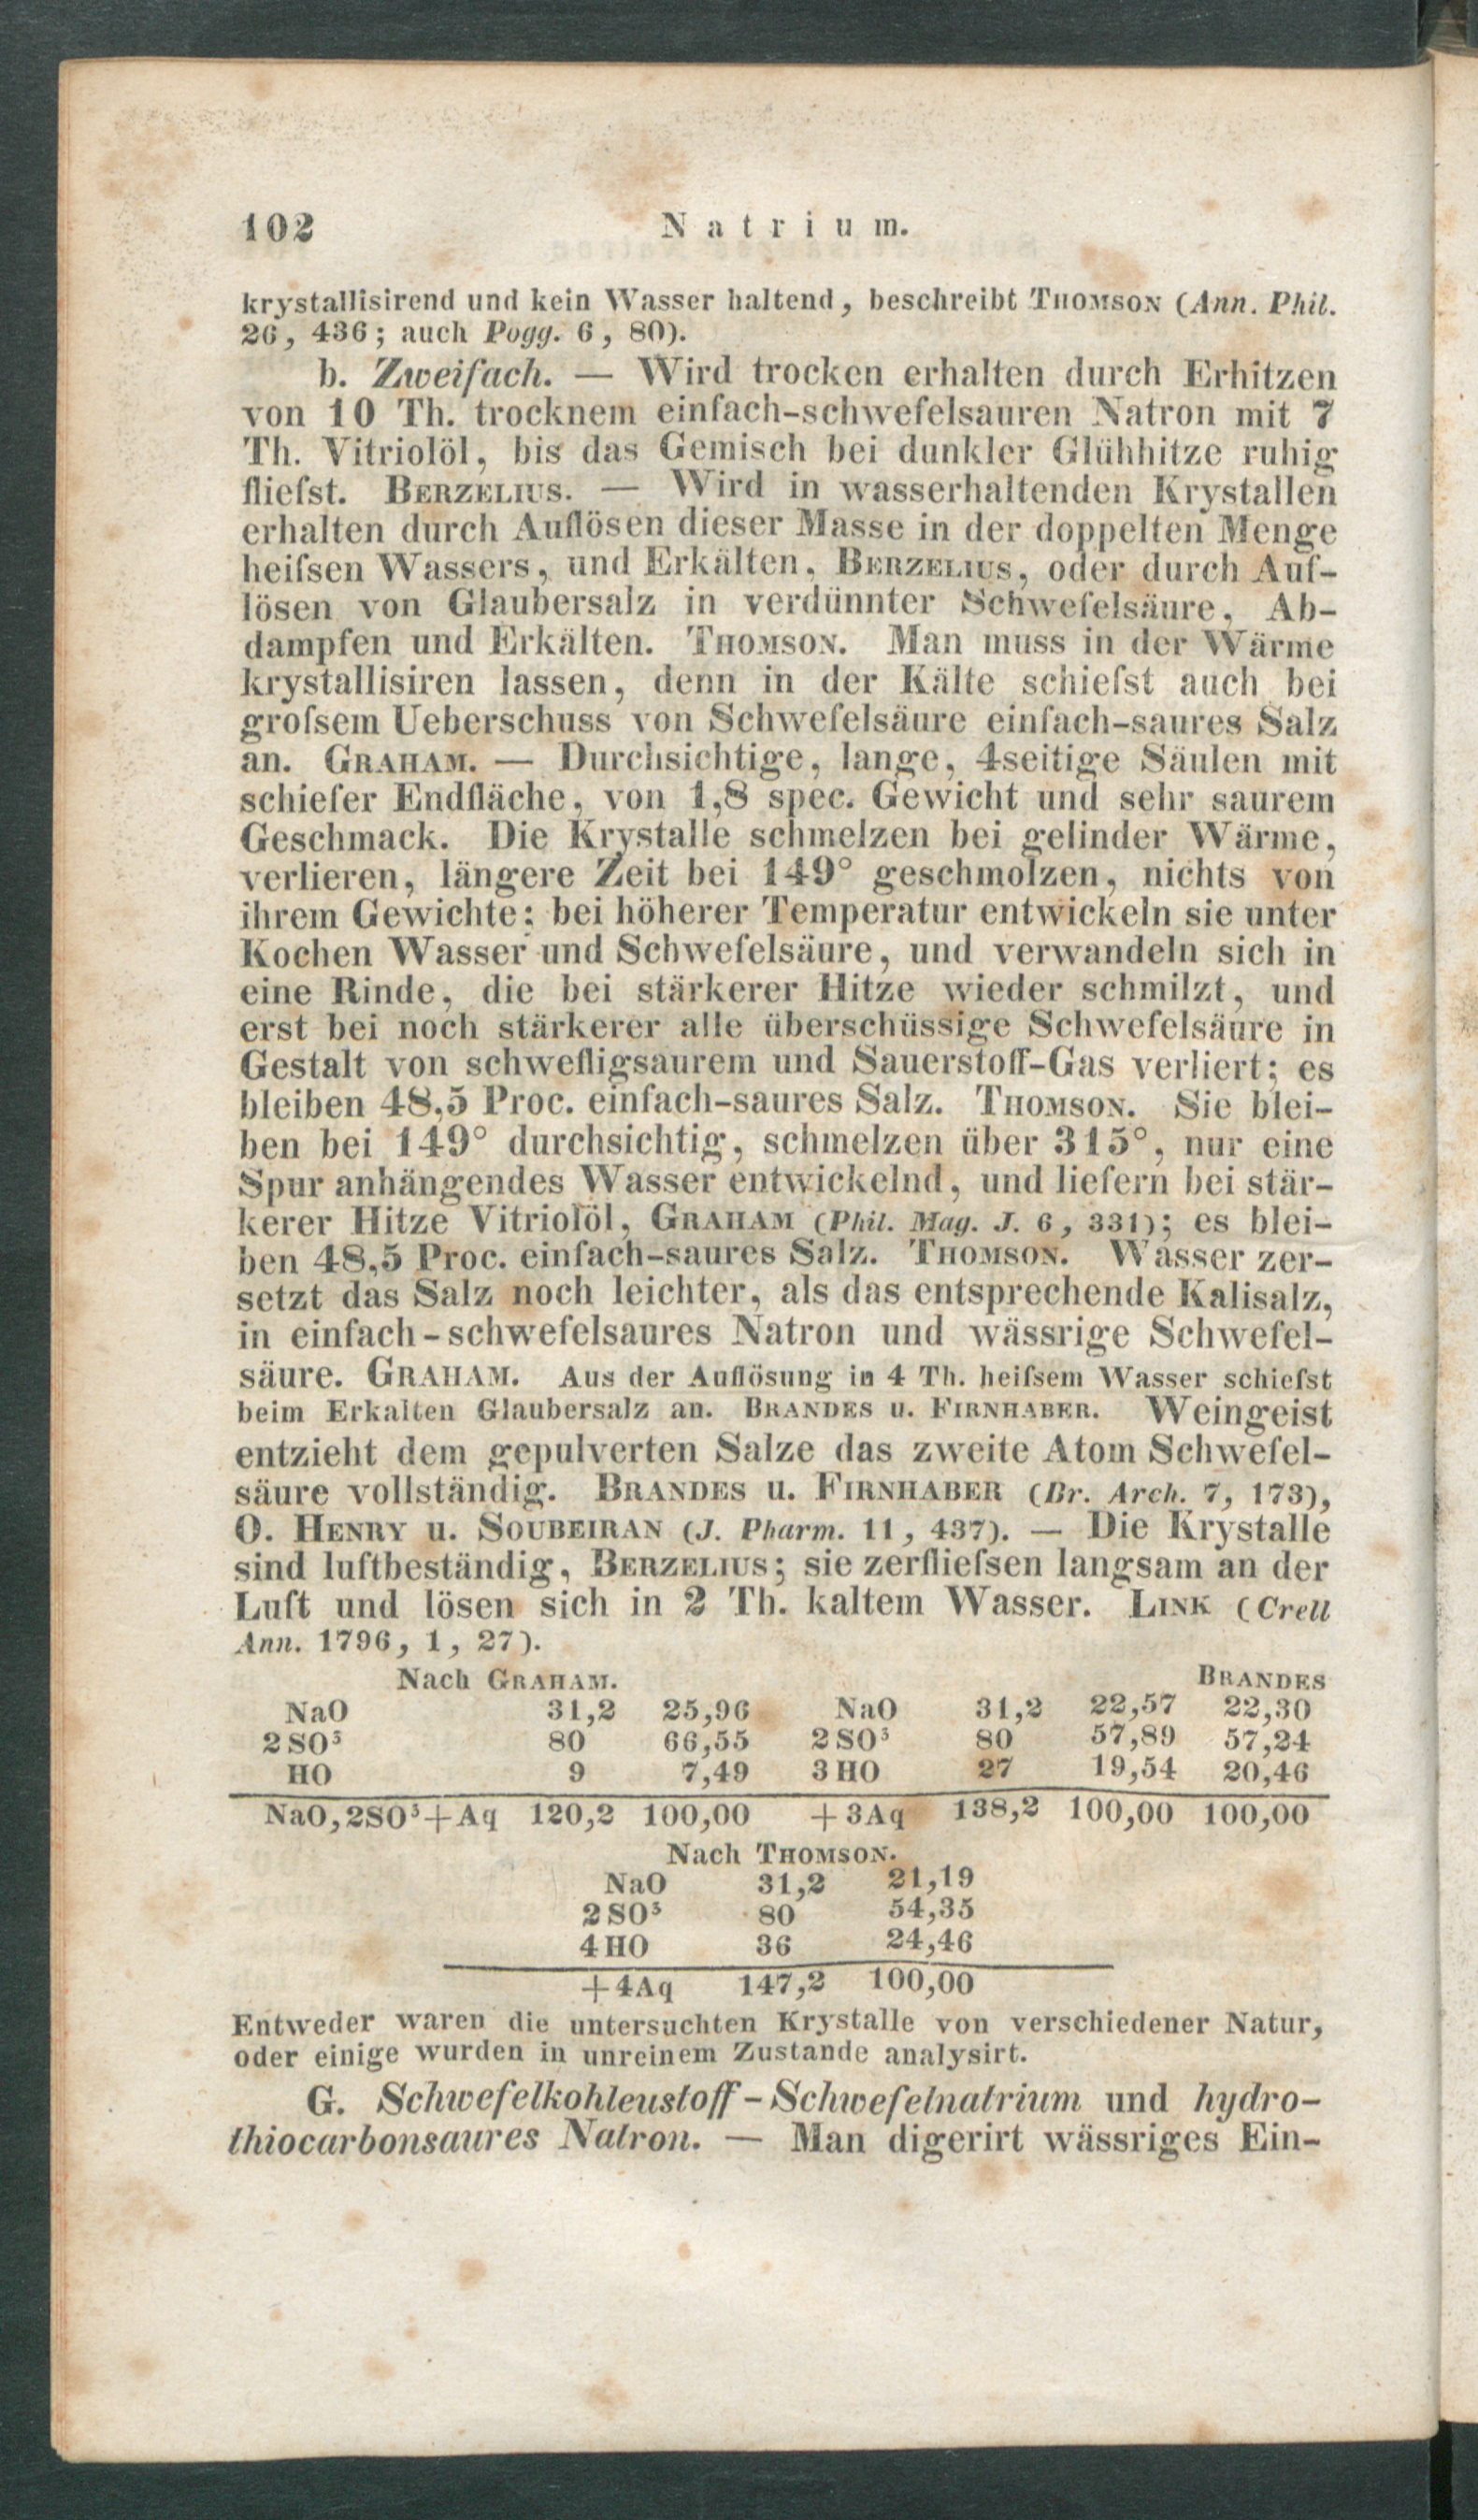 102 Natrium.
krystallisirend und kein Wasser haltend, beschreibt THOMSON (Ann. Phil.
26, 436; auch Pogg. 6, 80).
b. Zweifach. — Wird trocken erhalten durch Erhitzen
von 10 Th. trocknem einfach-schwefelsauren Natron mit 7
Th. Vitriolöl, bis das Gemisch bei dunkler Glühhitze ruhig
fliefst. BERZELIUS. — Wird in wasserhaltenden Krystallen
erhalten durch Auflösen dieser Masse in der doppelten Menge
heifsen Wassers, und Erkälten, BERZELIUS, oder durch Auf-
lösen von Glaubersalz in verdünnter Schwefelsäure, Ab-
dampfen und Erkälten. THOMSON. Man muss in der Wärme
krystallisiren lassen, denn in der Kälte schiefst auch bei
grofsem Ueberschuss von Schwefelsäure einfach-saures Salz
an. GRAHAM. — Durchsichtige, lange, 4seitige Säulen mit
schiefer Endfläche, von 1,8 spec. Gewicht und sehr saurem
Geschmack. Die Krystalle schmelzen bei gelinder Wärme,
verlieren, längere Zeit bei 149° geschmolzen, nichts von
ihrem Gewichte; bei höherer Temperatur entwickeln sie unter
Kochen Wasser und Schwefelsäure, und verwandeln sich in
eine Rinde, die bei stärkerer Hitze wieder schmilzt, und
erst bei noch stärkerer alle überschüssige Schwefelsäure in
Gestalt von schwefligsaurem und Sauerstoff-Gas verliert; es
bleiben 48,5 Proc. einfach-saures Salz. THOMSON. Sie blei-
ben bei 149° durchsichtig, schmelzen über 315°, nur eine
Spur anhängendes Wasser entwickelnd, und liefern bei stär-
kerer Hitze Vitriolöl, GRAHAM (Phil. Mag. J. 6, 331); es blei-
ben 48,5 Proc. einfach-saures Salz. THOMSON. Wasser zer-
setzt das Salz noch leichter, als das entsprechende Kalisalz,
in einfach-schwefelsaures Natron und wässrige Schwefel-
säure. GRAHAM. Aus der Auflösung in 4 Th. heifsem Wasser schiefst
beim Erkalten Glaubersalz an. BRANDES u. FIRNHABER. Weingeist
entzieht dem gepulverten Salze das zweite Atom Schwefel-
säure vollständig. BRANDES u. FIRNHABER (Br. Arch. 7, 173),
O. HENRY u. SOUBEIRAN (J. Pharm. 11, 437). — Die Krystalle
sind luftbeständig, BERZELIUS; sie zerfliefsen langsam an der
Luft und lösen sich in 2 Th. kaltem Wasser. LINK (Crell
Ann. 1796, 1, 27).
Nach GRAHAM. BRANDES
NaO 31,2 25,96 NaO 31,2 22,57 22,30
2SO³ 80 66,55 2SO³ 80 57,89 57,24
HO 9 7,49 3HO 27 19,54 20,46
NaO,2SO³+Aq 120,2 100,00 +3Aq 138,2 100,00 100,00
Nach THOMSON.
NaO 31,2 21,19
2SO³ 80 54,35
4HO 36 24,46
+4Aq 147,2 100,00
Entweder waren die untersuchten Krystalle von verschiedener Natur,
oder einige wurden in unreinem Zustande analysirt.
G. Schwefelkohlenstoff-Schwefelnatrium und hydro-
thiocarbonsaures Natron. — Man digerirt wässriges Ein-